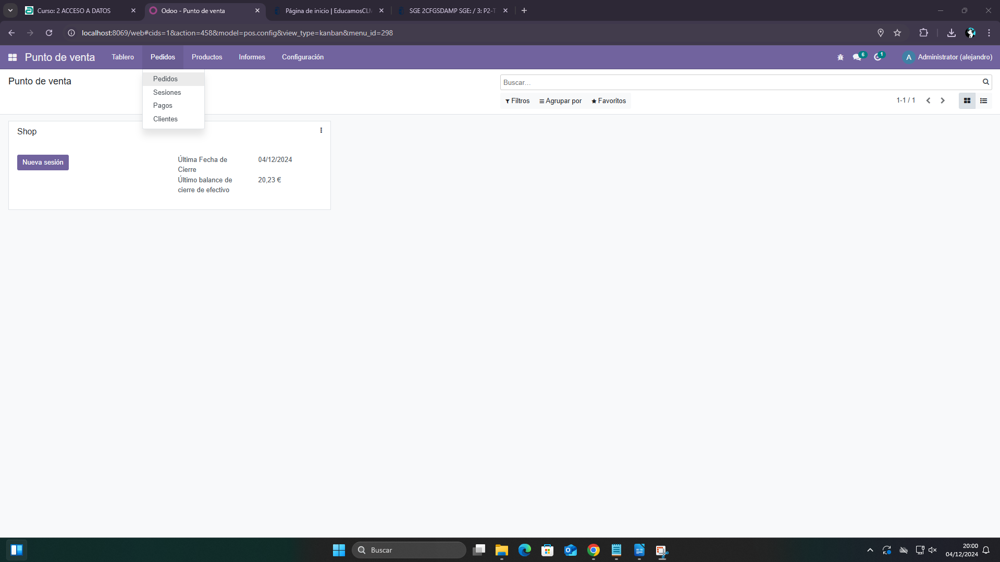 Curso: 2 ACCESO A DATOS
Odoo - Punto de venta
Página de inicio | EducamosCLM
SGE 2CFGSDAMP SGE: / 3: P2-T
localhost:8069/web#cids=1&action=458&model=pos.config&view_type=kanban&menu_id=298
Punto de venta
Tablero
Pedidos
Productos
Informes
Configuración
6
1
A
Administrator (alejandro)
Pedidos
Sesiones
Pagos
Clientes
Punto de venta
Buscar...
Filtros
Agrupar por
Favoritos
1-1 / 1
Shop
Nueva sesión
Última Fecha de
Cierre
04/12/2024
Último balance de
cierre de efectivo
20,23 €
Buscar
20:00
04/12/2024